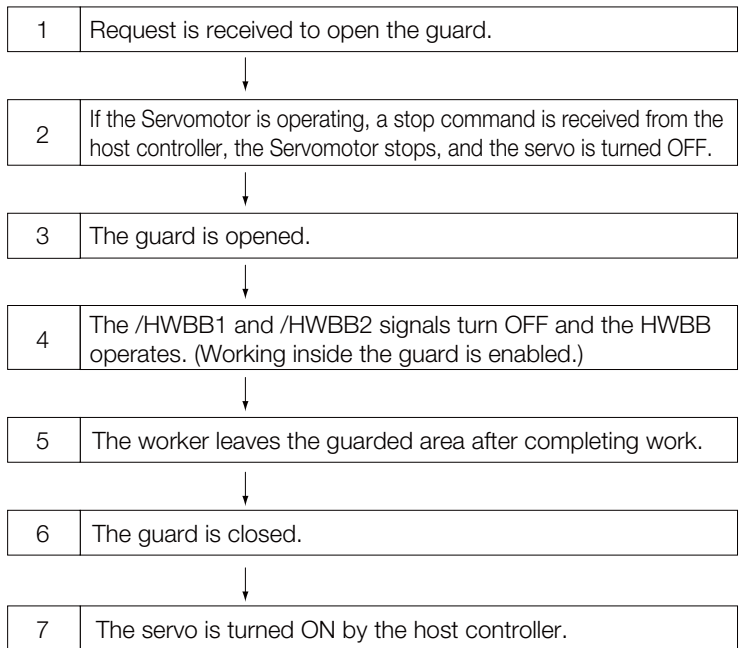 1 Request is received to open the guard.
2 If the Servomotor is operating, a stop command is received from the
host controller, the Servomotor stops, and the servo is turned OFF.
3 The guard is opened.
4 The /HWBB1 and /HWBB2 signals turn OFF and the HWBB
operates. (Working inside the guard is enabled.)
5 The worker leaves the guarded area after completing work.
6 The guard is closed.
7 The servo is turned ON by the host controller.